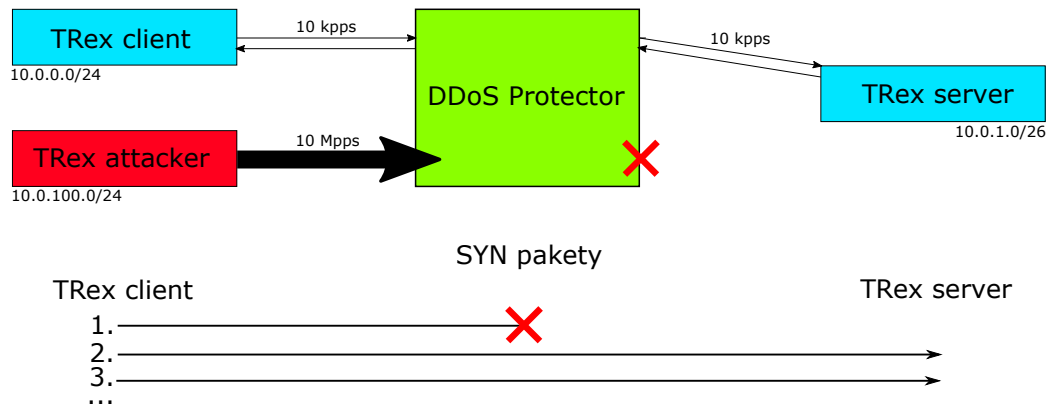 TRex client
10 kpps
10.0.0.0/24
DDoS Protector
10 kpps
TRex server
10.0.1.0/26
TRex attacker
10 Mpps
10.0.100.0/24
SYN pakety
TRex client
TRex server
1.
2.
3.
...